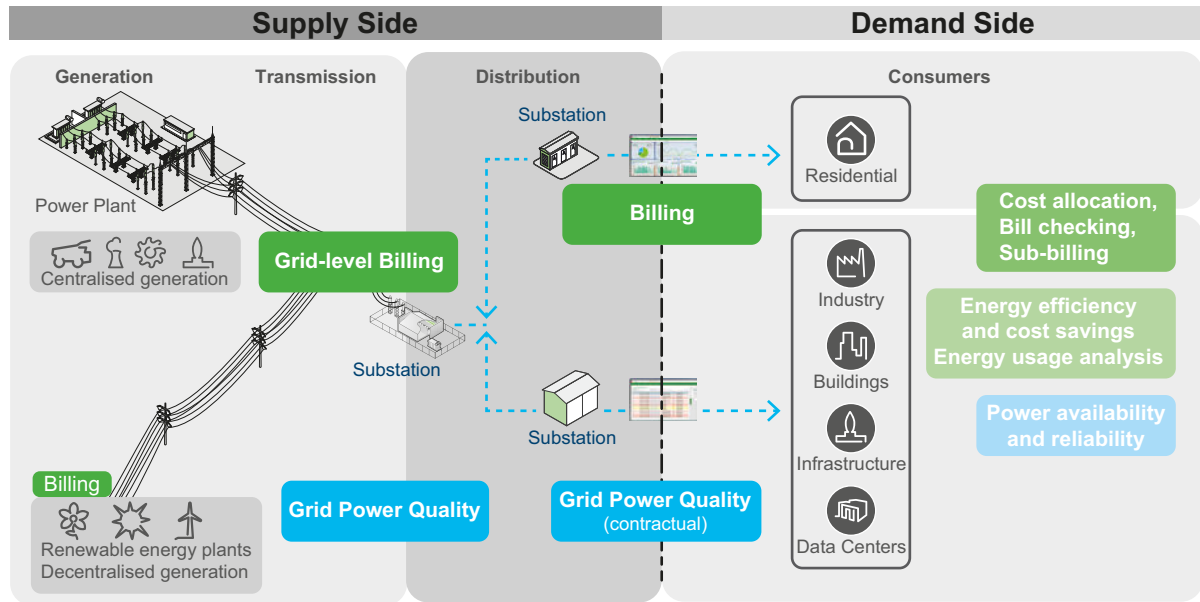 Supply Side
Demand Side
Generation
Transmission
Distribution
Consumers
Power Plant
Centralised generation
Grid-level Billing
Substation
Billing
Renewable energy plants
Decentralised generation
Grid Power Quality
Substation
Billing
Substation
Grid Power Quality
(contractual)
Residential
Industry
Buildings
Infrastructure
Data Centers
Cost allocation,
Bill checking,
Sub-billing
Energy efficiency
and cost savings
Energy usage analysis
Power availability
and reliability